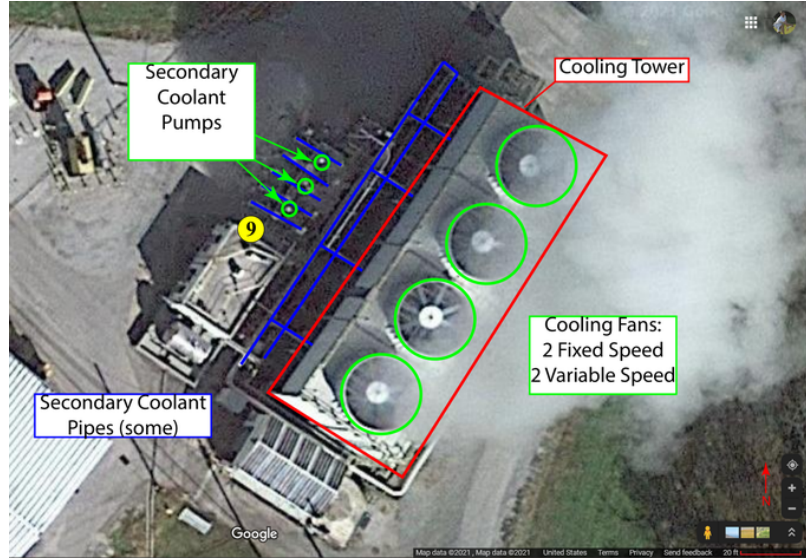 Secondary
Coolant
Pumps
Cooling Tower
9
Cooling Fans:
2 Fixed Speed
2 Variable Speed
Secondary Coolant
Pipes (some)
N
Google
Map data ©2021 , Map data ©2021 United States Terms Privacy Send feedback 20 ft